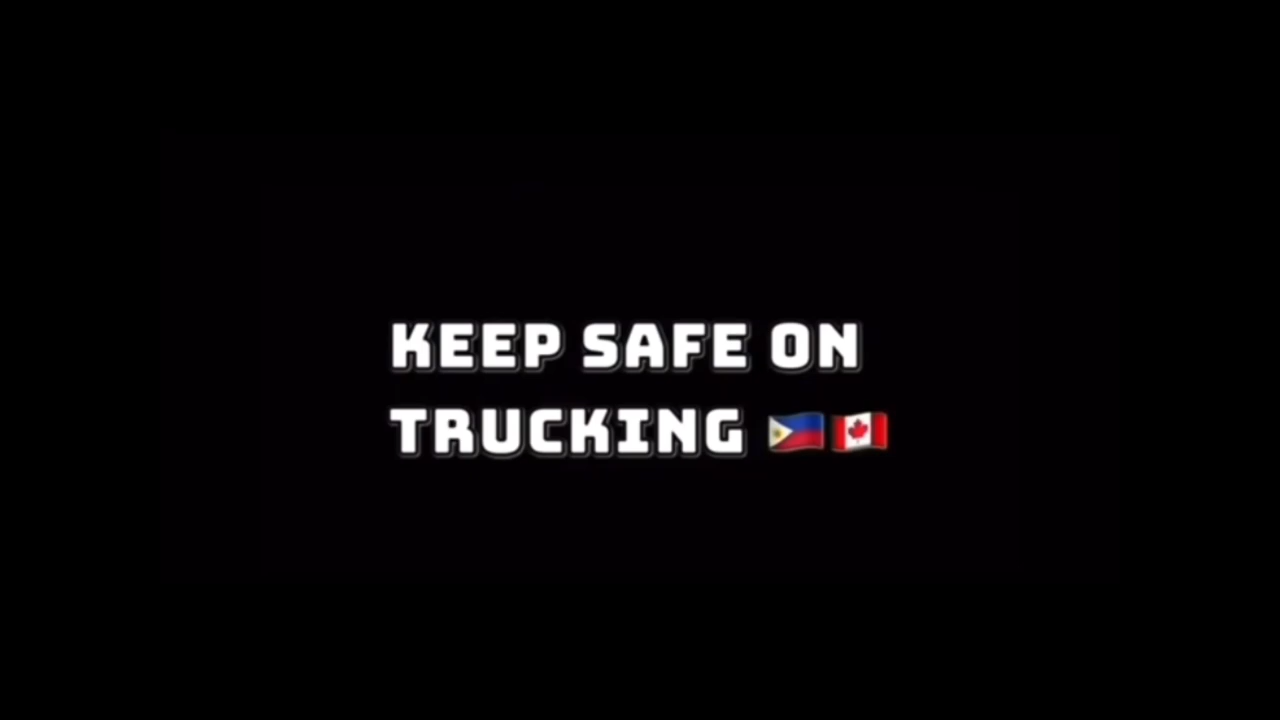 KEEP SAFE ON
TRUCKING 🇵🇭🇨🇦